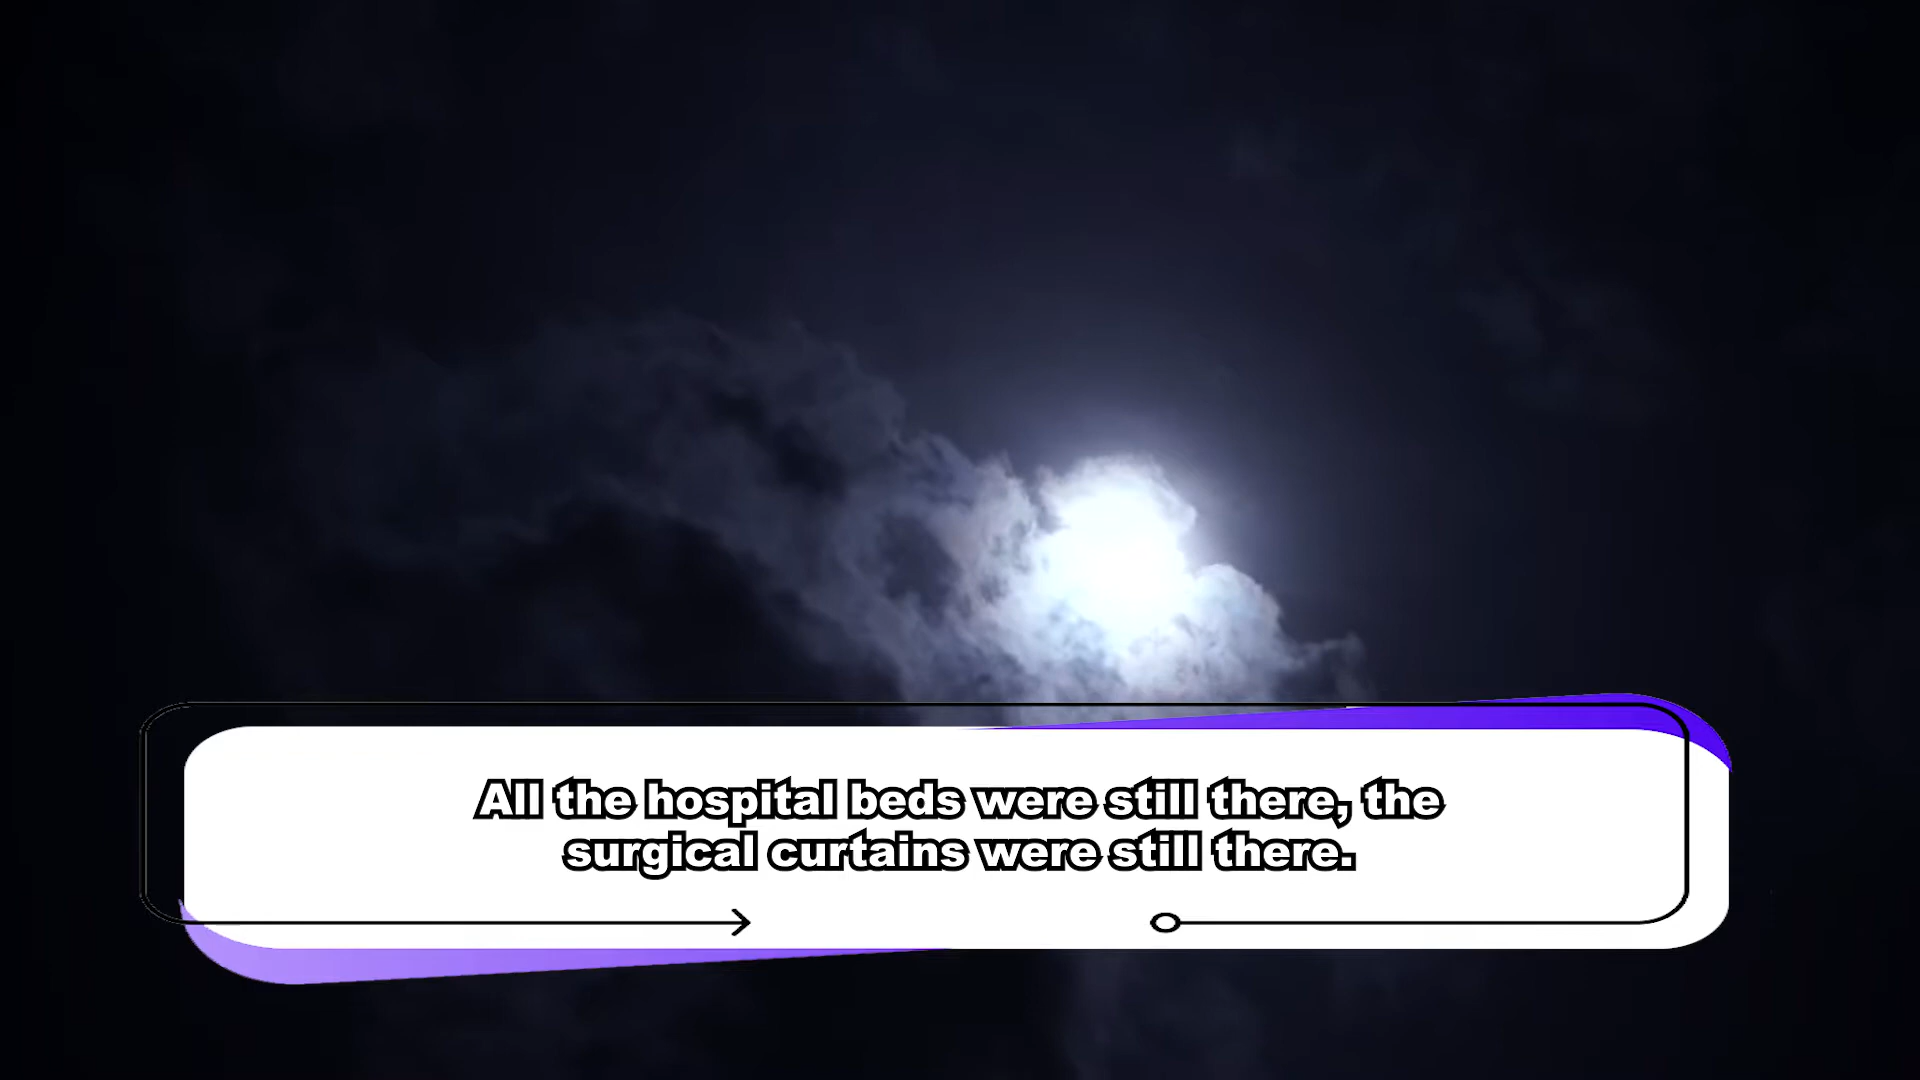 All the hospital beds were still there, the
surgical curtains were still there.